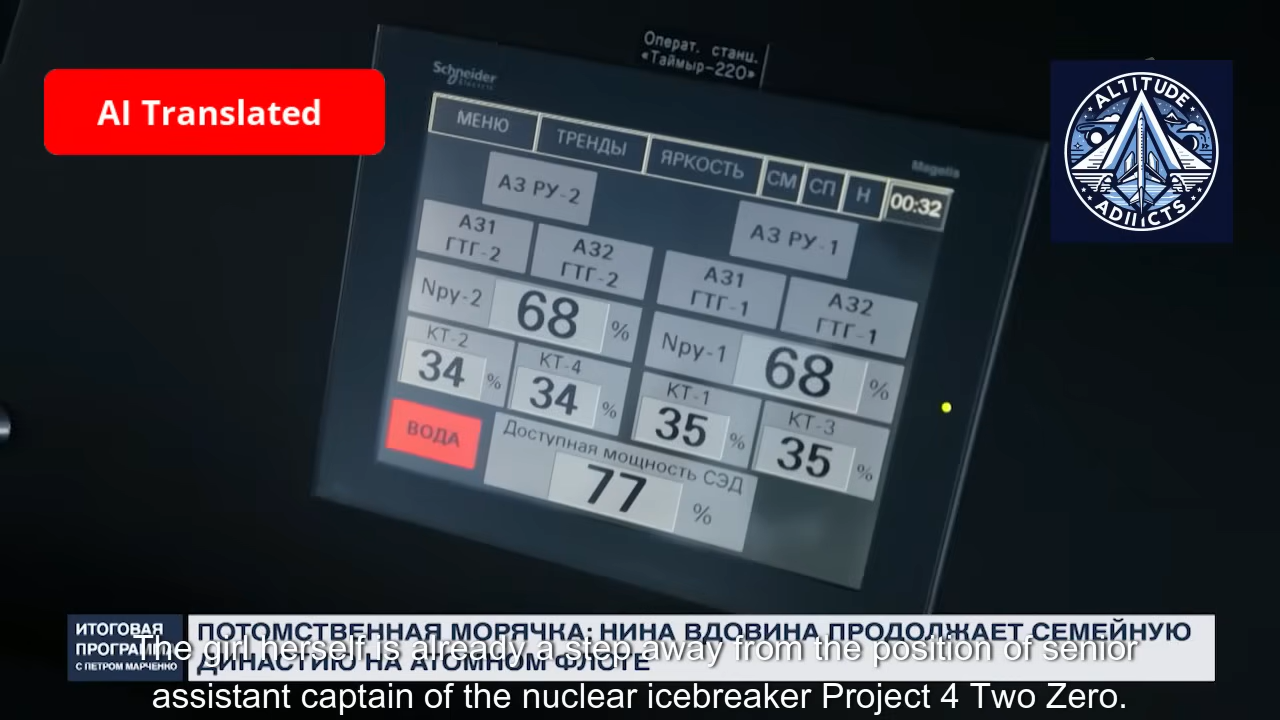 AI Translated
ALTITUDE
ADIICTS
Операт. станц.
«Таймыр-220»
Schneider
Electric
Magelis
МЕНЮ
ТРЕНДЫ
ЯРКОСТЬ
СМ
СП
Н
00:32
АЗ РУ-2
АЗ РУ-1
АЗ1
ГТГ-2
АЗ2
ГТГ-2
АЗ1
ГТГ-1
АЗ2
ГТГ-1
Nру-2 68 %
Nру-1 68 %
КТ-2
34 %
КТ-4
34 %
КТ-1
35 %
КТ-3
35 %
ВОДА
Доступная мощность СЭД
77 %
ИТОГОВАЯ
ПРОГРАММА
С ПЕТРОМ МАРЧЕНКО
ПОТОМСТВЕННАЯ МОРЯЧКА: НИНА ВДОВИНА ПРОДОЛЖАЕТ СЕМЕЙНУЮ
ДИНАСТИЮ НА АТОМНОМ ФЛОТЕ
The girl herself is already a step away from the position of senior
assistant captain of the nuclear icebreaker Project 4 Two Zero.